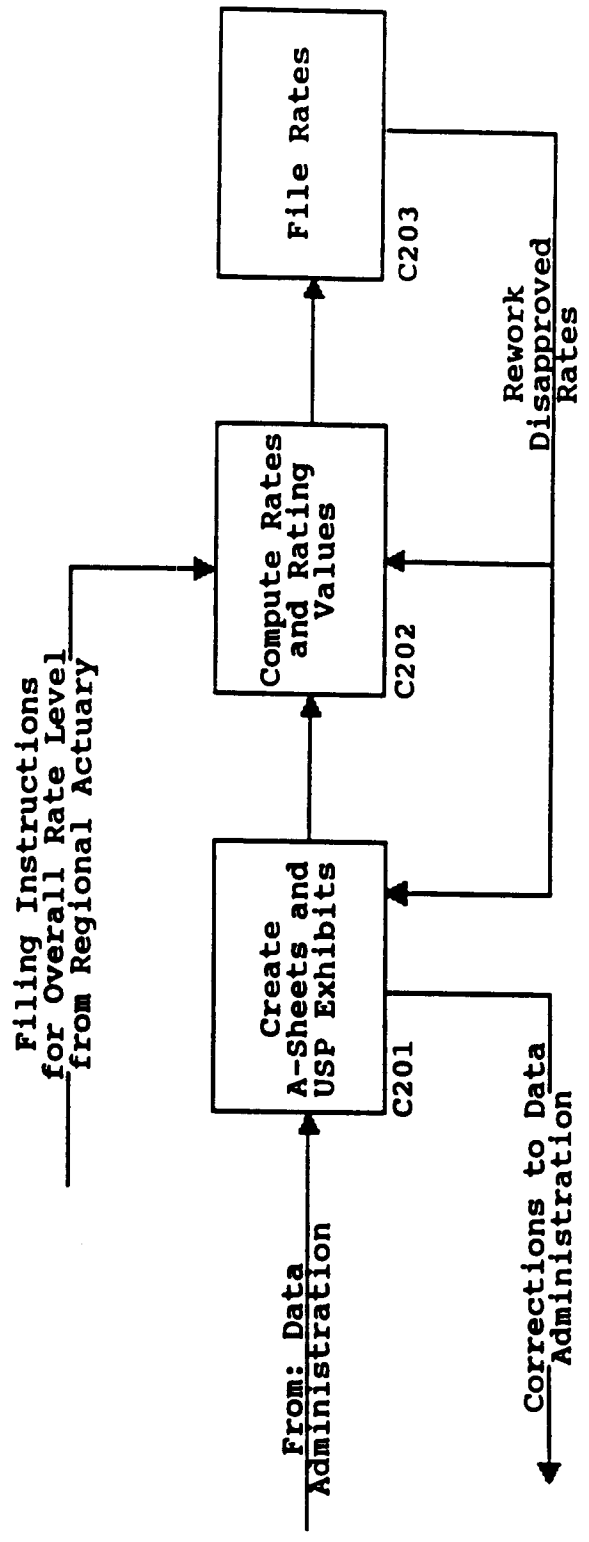 Filing Instructions
for Overall Rate Level
from Regional Actuary
From: Data
Administration
Create
A-Sheets and
USP Exhibits
C201
Compute Rates
and Rating
Values
C202
File Rates
C203
Corrections to Data
Administration
Rework
Disapproved
Rates